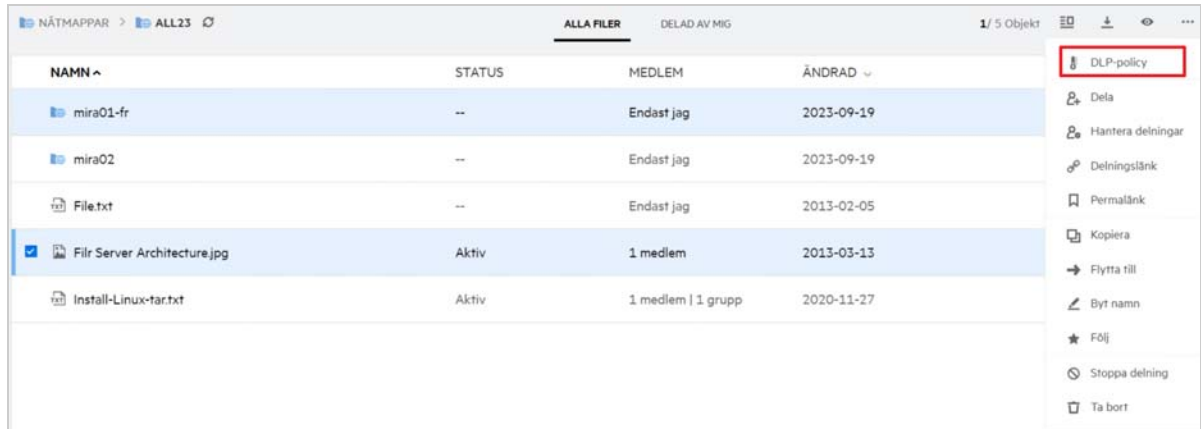 NÄTMAPPAR > ALL23 ALLA FILER DELAD AV MIG 1/ 5 Objekt ...
NAMN STATUS MEDLEM ÄNDRAD
mira01-fr -- Endast jag 2023-09-19
mira02 -- Endast jag 2023-09-19
TXT File.txt -- Endast jag 2013-02-05
Filr Server Architecture.jpg Aktiv 1 medlem 2013-03-13
TXT Install-Linux-tar.txt Aktiv 1 medlem | 1 grupp 2020-11-27
DLP-policy
Dela
Hantera delningar
Delningslänk
Permalänk
Kopiera
Flytta till
Byt namn
Följ
Stoppa delning
Ta bort